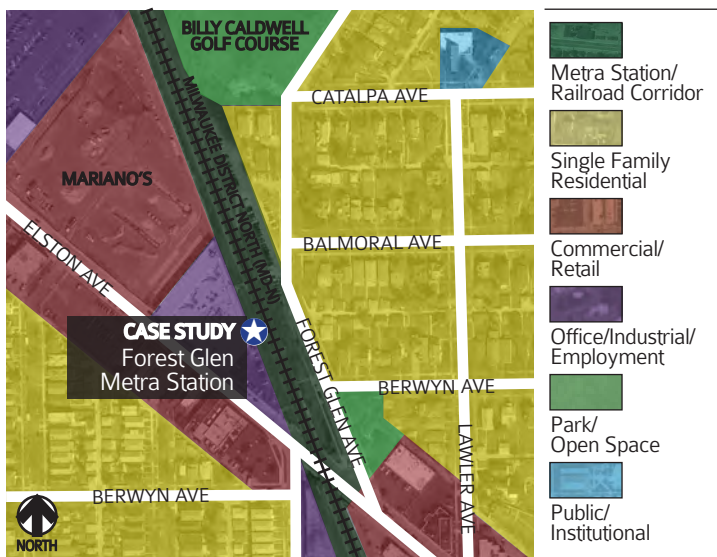 BILLY CALDWELL
GOLF COURSE
CATALPA AVE
MILWAUKEE DISTRICT NORTH (MD-N)
MARIANO'S
ELSTON AVE
BALMORAL AVE
CASE STUDY
Forest Glen
Metra Station
FOREST GLEN AVE
BERWYN AVE
LAWLER AVE
BERWYN AVE
NORTH
Metra Station/
Railroad Corridor
Single Family
Residential
Commercial/
Retail
Office/Industrial/
Employment
Park/
Open Space
Public/
Institutional